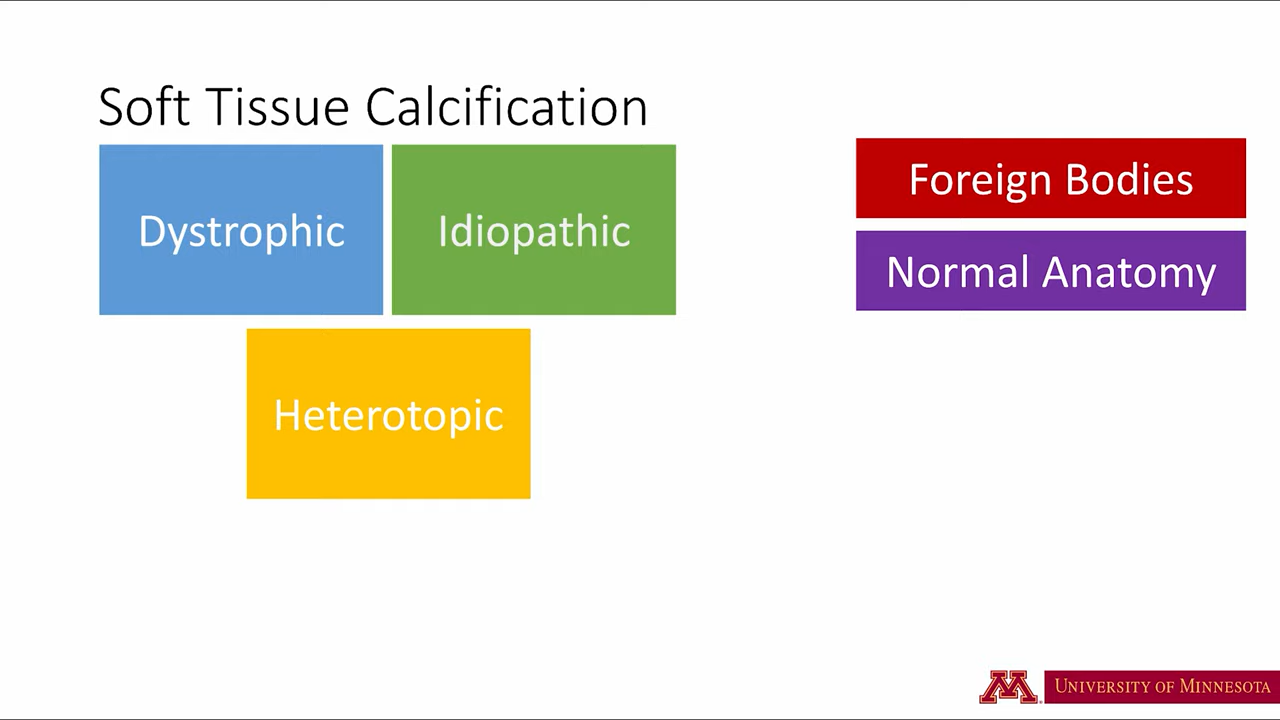 Soft Tissue Calcification
Dystrophic
Idiopathic
Heterotopic
Foreign Bodies
Normal Anatomy
M
University of Minnesota